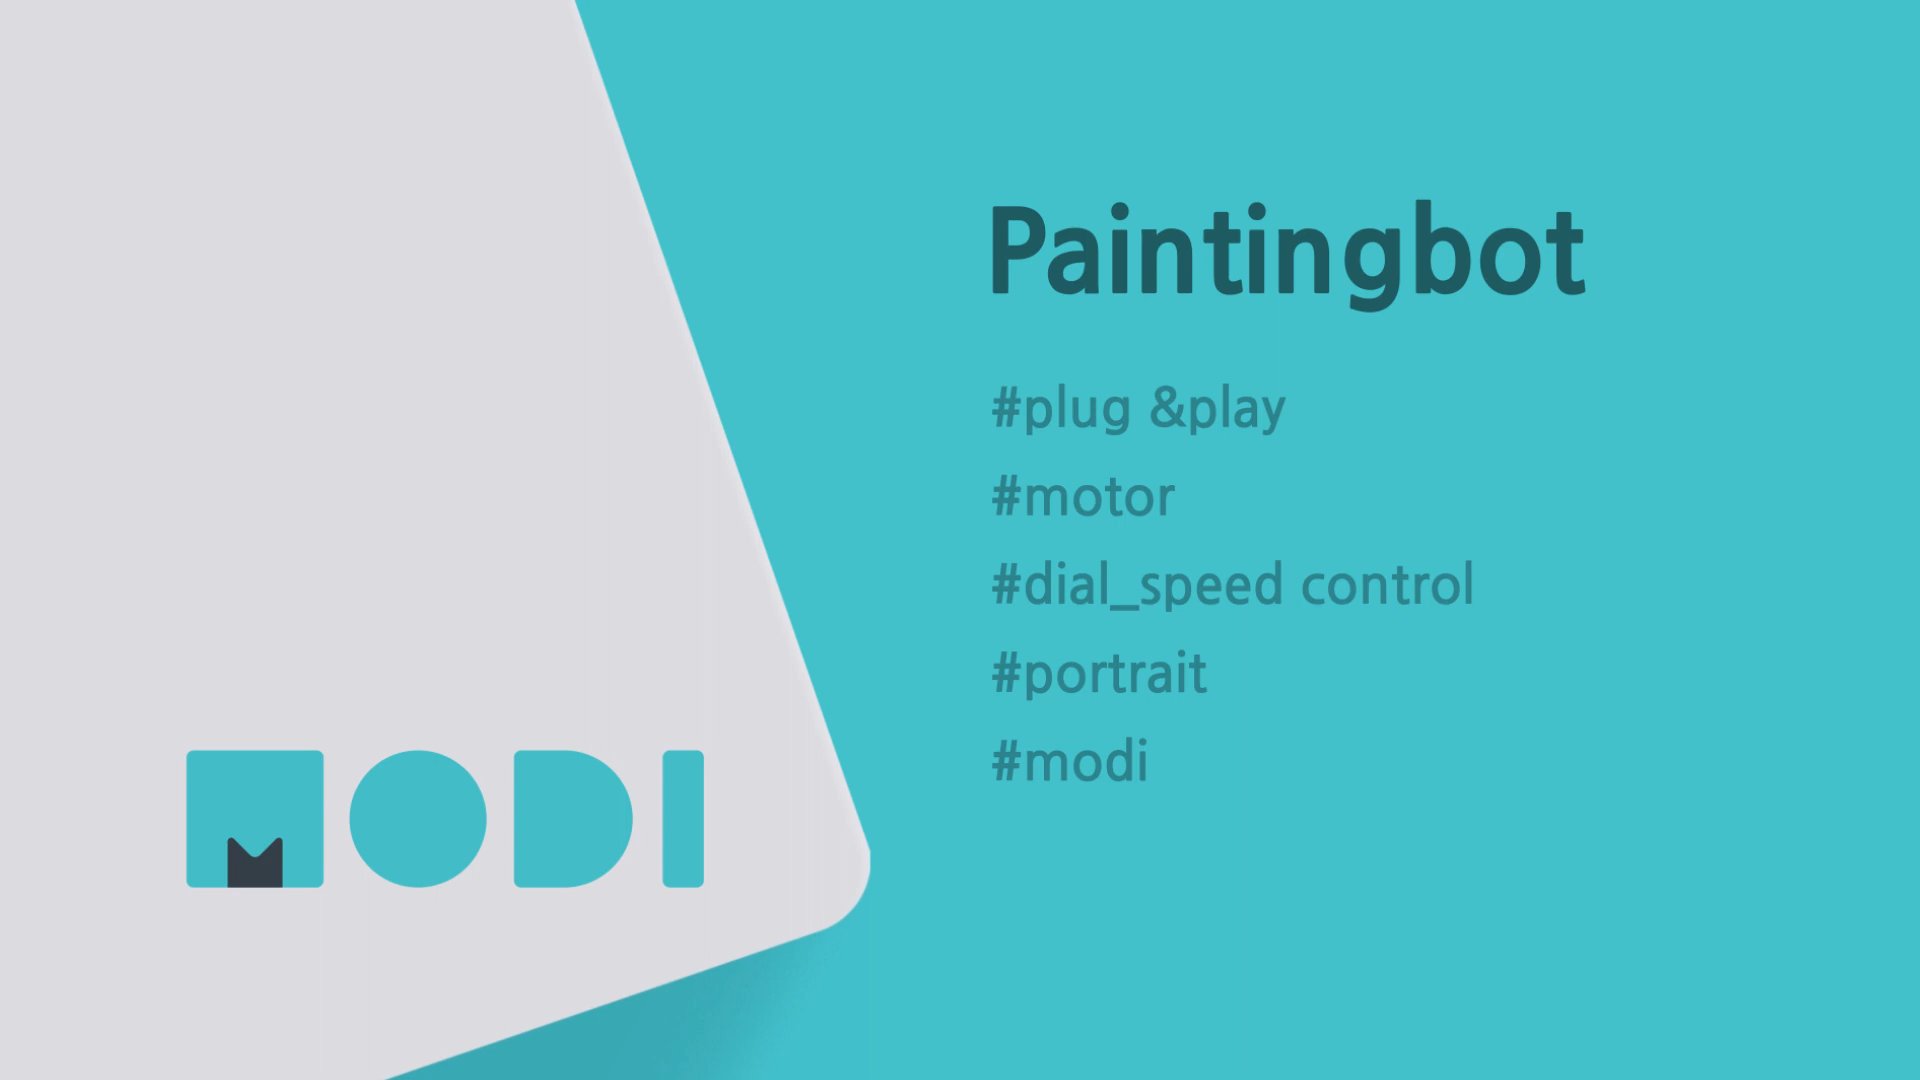 Paintingbot
#plug &play
#motor
#dial_speed control
#portrait
#modi
MODI